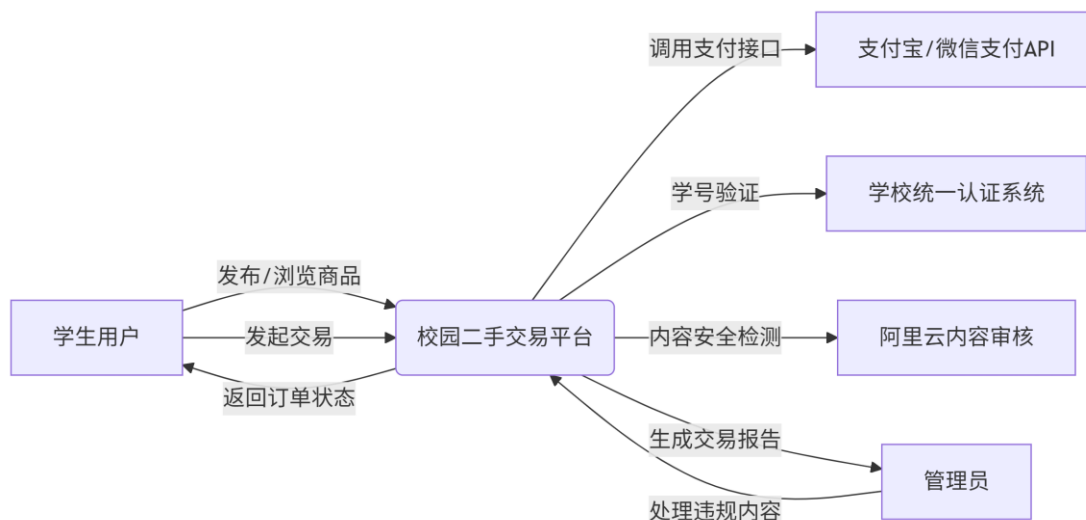 调用支付接口
支付宝/微信支付API
学号验证
学校统一认证系统
发布/浏览商品
学生用户
发起交易
校园二手交易平台
内容安全检测
阿里云内容审核
返回订单状态
生成交易报告
管理员
处理违规内容